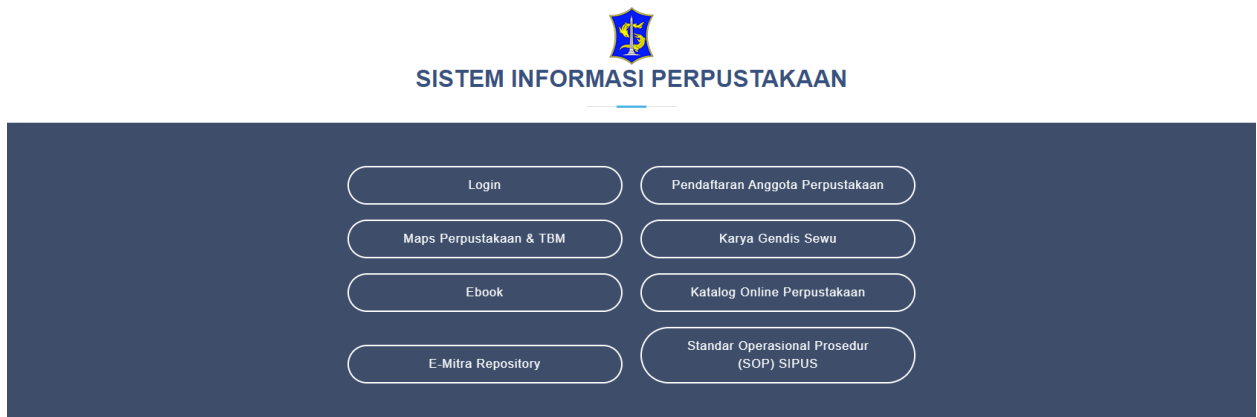 SISTEM INFORMASI PERPUSTAKAAN
Login
Pendaftaran Anggota Perpustakaan
Maps Perpustakaan & TBM
Karya Gendis Sewu
Ebook
Katalog Online Perpustakaan
E-Mitra Repository
Standar Operasional Prosedur
(SOP) SIPUS